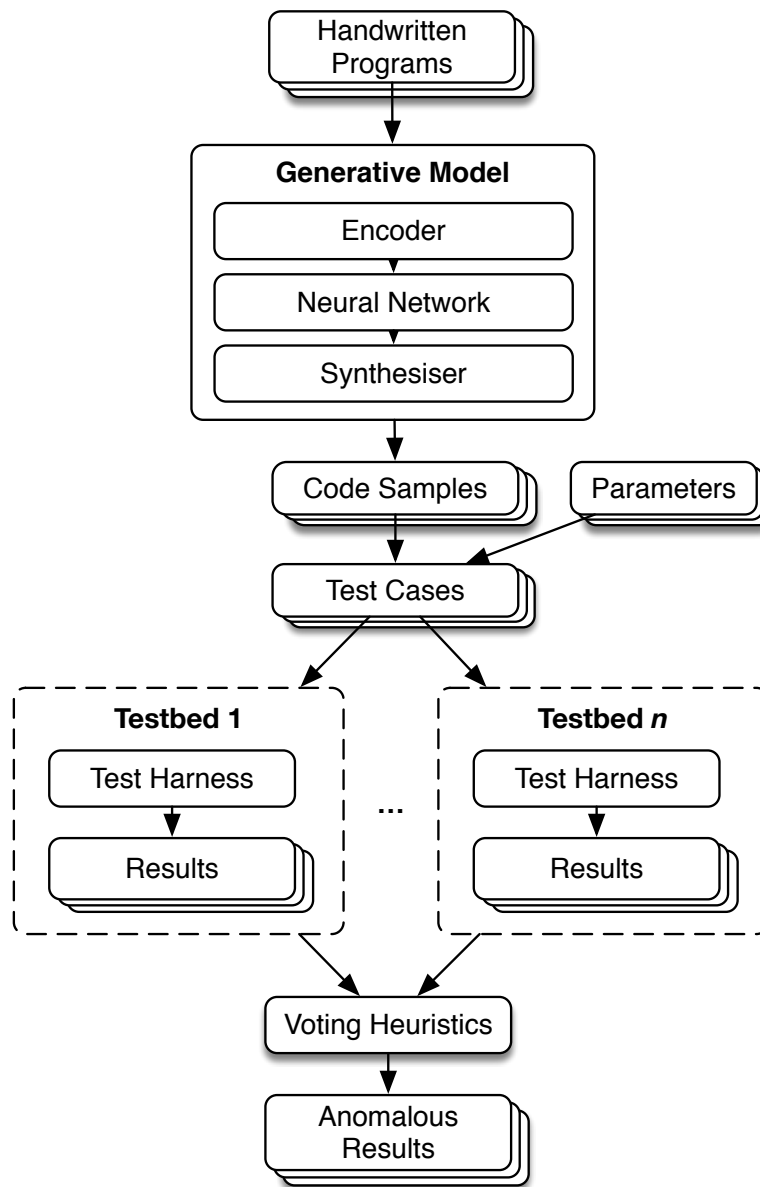 Handwritten
Programs
Generative Model
Encoder
Neural Network
Synthesiser
Code Samples
Parameters
Test Cases
Testbed 1
Test Harness
Results
...
Testbed n
Test Harness
Results
Voting Heuristics
Anomalous
Results